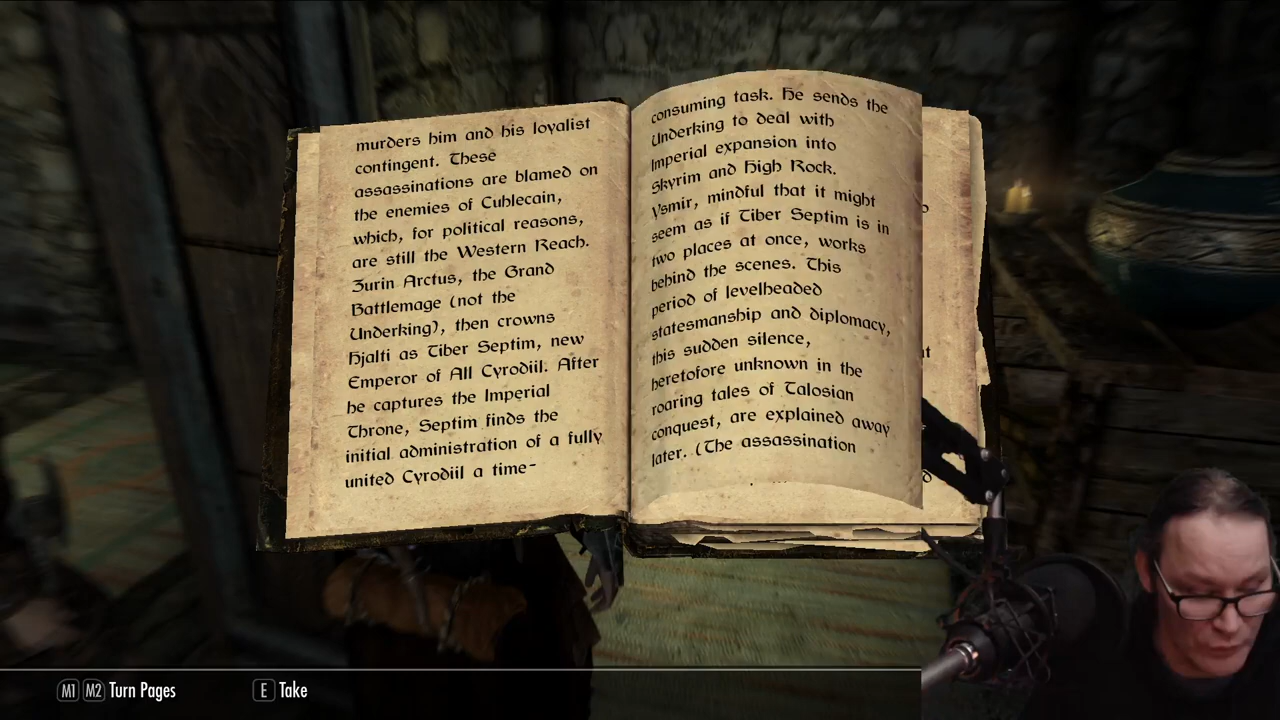 murders him and his loyalist
contingent. These
assassinations are blamed on
the enemies of Cuhlecain,
which, for political reasons,
are still the Western Reach.
Zurin Arctus, the Grand
Battlemage (not the
Underking), then crowns
Hjalti as Tiber Septim, new
Emperor of All Cyrodiil. After
he captures the Imperial
Throne, Septim finds the
initial administration of a fully
united Cyrodiil a time-
consuming task. He sends the
Underking to deal with
Imperial expansion into
Skyrim and High Rock.
Ysmir, mindful that it might
seem as if Tiber Septim is in
two places at once, works
behind the scenes. This
period of levelheaded
statesmanship and diplomacy,
this sudden silence,
heretofore unknown in the
roaring tales of Talosian
conquest, are explained away
later. (The assassination
M1 M2 Turn Pages
E Take